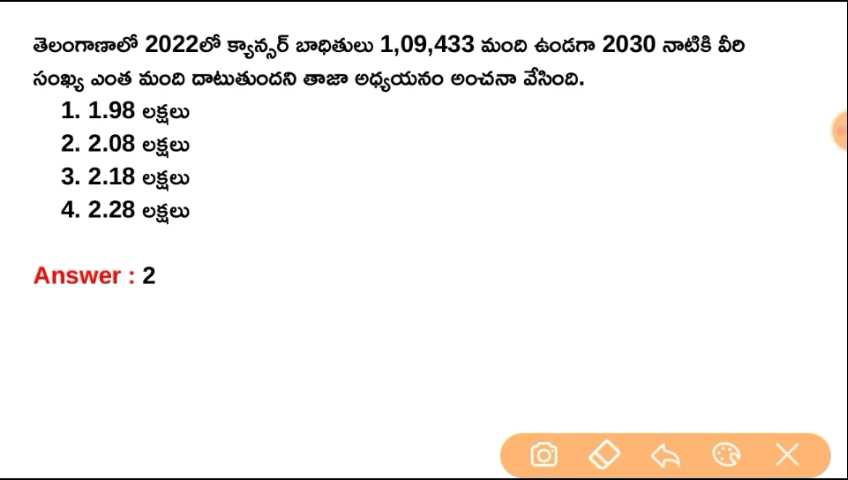 తెలంగాణాలో 2022లో క్యాన్సర్ బాధితులు 1,09,433 మంది ఉండగా 2030 నాటికి వీరి
సంఖ్య ఎంత మంది దాటుతుందని తాజా అధ్యయనం అంచనా వేసింది.
1. 1.98 లక్షలు
2. 2.08 లక్షలు
3. 2.18 లక్షలు
4. 2.28 లక్షలు
Answer : 2